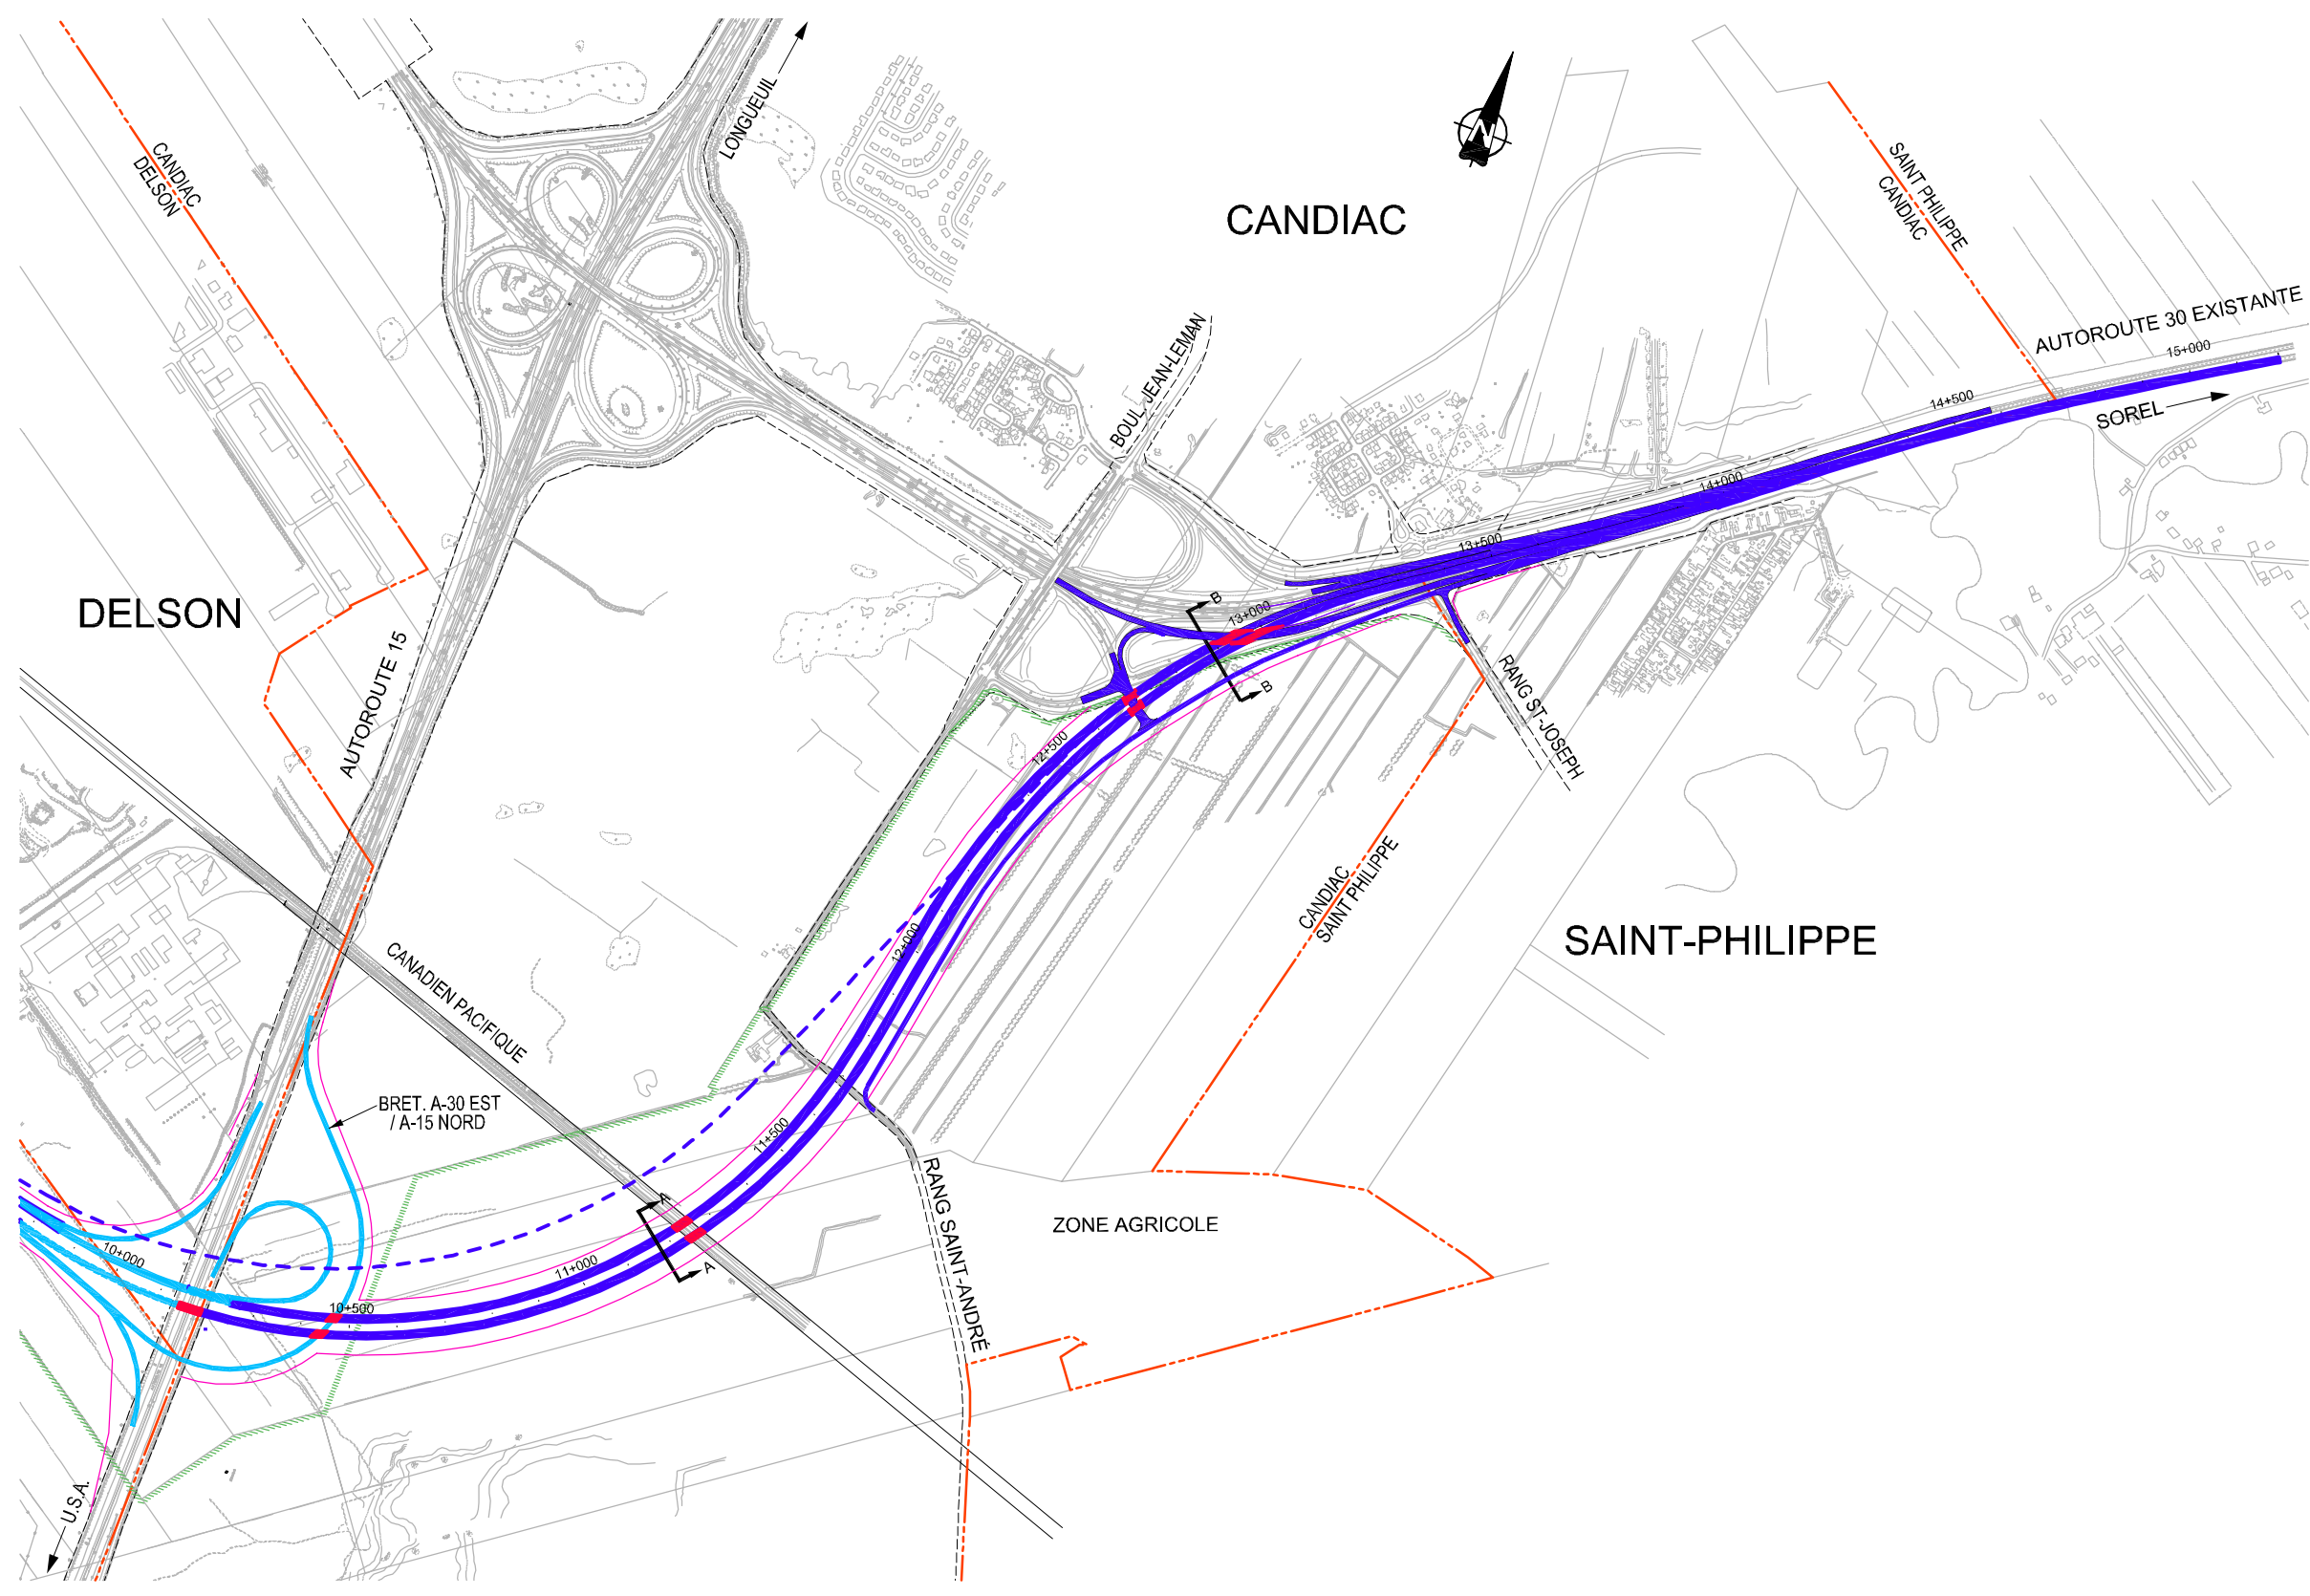 LONGUEUIL
N
CANDIAC
DELSON
CANDIAC
SAINT PHILIPPE
CANDIAC
AUTOROUTE 30 EXISTANTE
15+000
SOREL
14+500
BOUL. JEAN-LEMAN
14+000
13+500
DELSON
B
13+000
B
AUTOROUTE 15
RANG ST-JOSEPH
12+500
CANDIAC
SAINT PHILIPPE
SAINT-PHILIPPE
12+000
CANADIEN PACIFIQUE
BRET. A-30 EST
/ A-15 NORD
11+500
RANG SAINT-ANDRÉ
A
ZONE AGRICOLE
10+000
11+000
A
10+500
U.S.A.